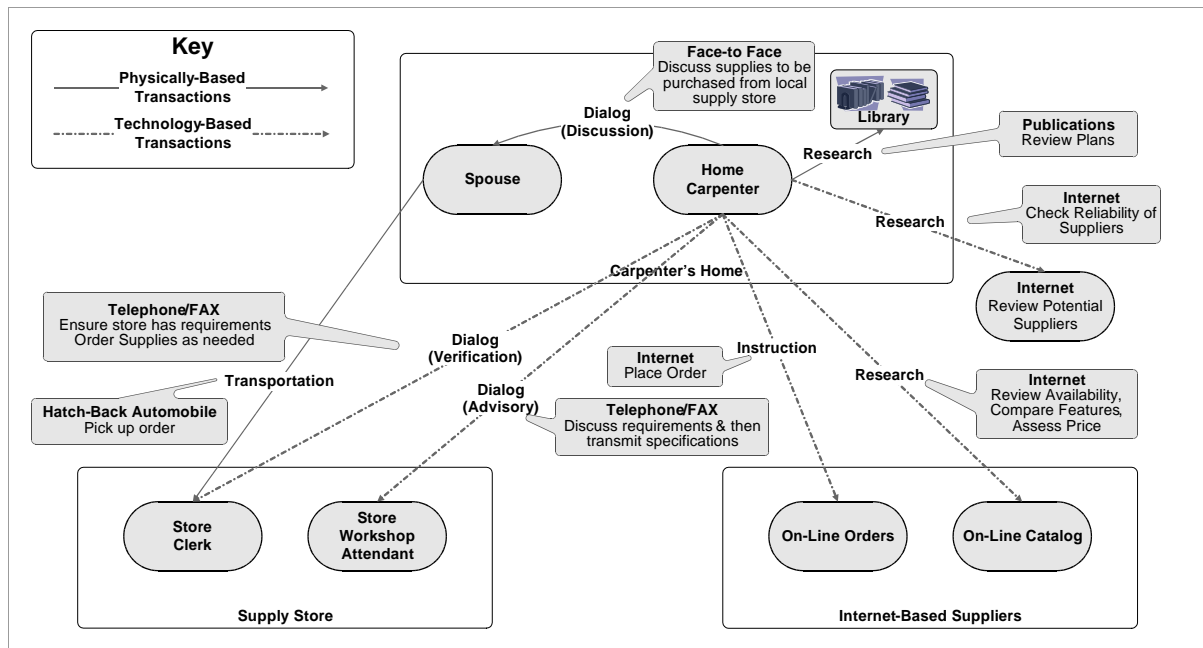 Key
Physically-Based
Transactions
Technology-Based
Transactions
Face-to Face
Discuss supplies to be
purchased from local
supply store
Dialog
(Discussion)
Library
Publications
Review Plans
Research
Spouse
Home
Carpenter
Internet
Check Reliability of
Suppliers
Research
Carpenter's Home
Internet
Review Potential
Suppliers
Telephone/FAX
Ensure store has requirements
Order Supplies as needed
Dialog
(Verification)
Instruction
Internet
Place Order
Transportation
Research
Internet
Review Availability,
Compare Features,
Assess Price
Dialog
(Advisory)
Hatch-Back Automobile
Pick up order
Telephone/FAX
Discuss requirements & then
transmit specifications
Store
Clerk
Store
Workshop
Attendant
On-Line Orders
On-Line Catalog
Supply Store
Internet-Based Suppliers